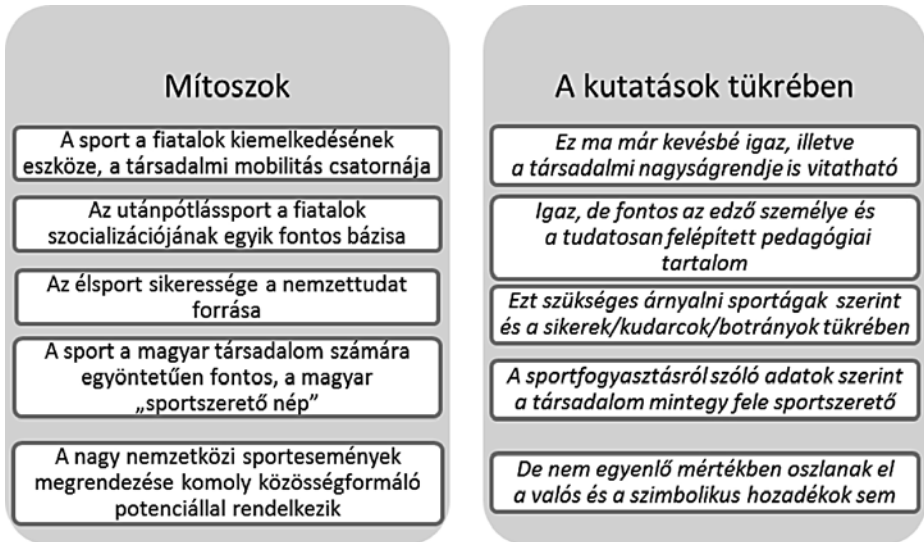 Mítoszok
A sport a fiatalok kiemelkedésének
eszköze, a társadalmi mobilitás csatornája
Az utánpótlássport a fiatalok
szocializációjának egyik fontos bázisa
Az élsport sikeressége a nemzettudat
forrása
A sport a magyar társadalom számára
egyöntetűen fontos, a magyar
„sportszerető nép”
A nagy nemzetközi sportesemények
megrendezése komoly közösségformáló
potenciállal rendelkezik
A kutatások tükrében
Ez ma már kevésbé igaz, illetve
a társadalmi nagyságrendje is vitatható
Igaz, de fontos az edző személye és
a tudatosan felépített pedagógiai
tartalom
Ezt szükséges árnyalni sportágak szerint
és a sikerek/kudarcok/botrányok tükrében
A sportfogyasztásról szóló adatok szerint
a társadalom mintegy fele sportszerető
De nem egyenlő mértékben oszlanak el
a valós és a szimbolikus hozadékok sem